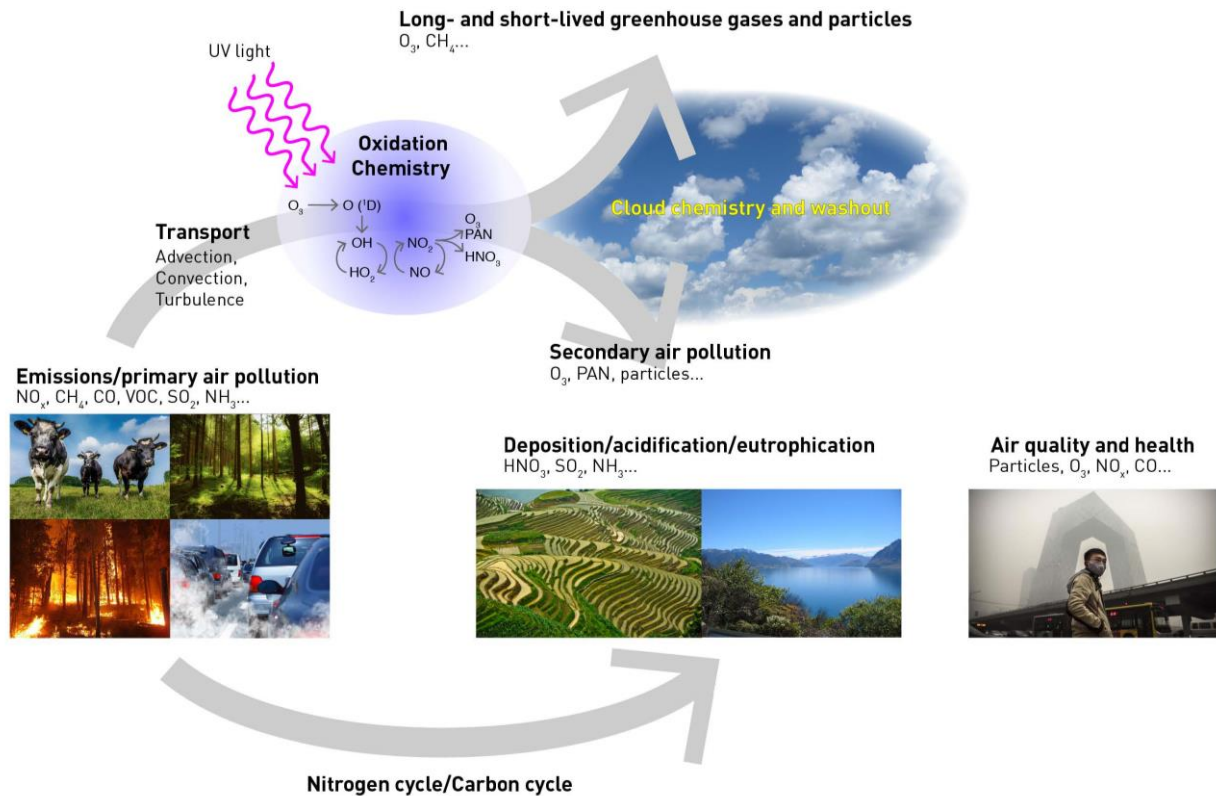 Long- and short-lived greenhouse gases and particles
O₃, CH₄...
UV light
Oxidation
Chemistry
O₃
O (¹D)
O₃
PAN
OH
NO₂
HNO₃
HO₂
NO
Cloud chemistry and washout
Transport
Advection,
Convection,
Turbulence
Secondary air pollution
O₃, PAN, particles...
Emissions/primary air pollution
NOₓ, CH₄, CO, VOC, SO₂, NH₃...
Deposition/acidification/eutrophication
HNO₃, SO₂, NH₃...
Air quality and health
Particles, O₃, NOₓ, CO...
Nitrogen cycle/Carbon cycle